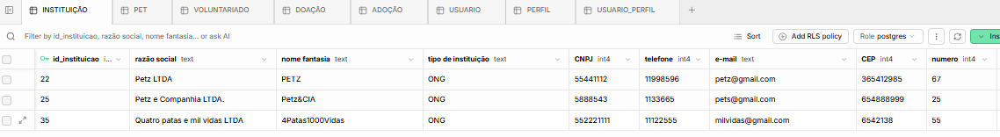 INSTITUIÇÃO PET VOLUNTARIADO DOAÇÃO ADOÇÃO USUARIO PERFIL USUARIO_PERFIL +
Filter by id_instituicao, razão social, nome fantasia... or ask AI Sort Add RLS policy Role postgres Ins
id_instituicao i... razão social text nome fantasia text tipo de instituição text CNPJ int4 telefone int4 e-mail text CEP int4 numero int4
22 Petz LTDA PETZ ONG 55441112 11998596 petz@gmail.com 365412985 67
25 Petz e Companhia LTDA. Petz&CIA ONG 5888543 1133665 pets@gmail.com 654888999 25
35 Quatro patas e mil vidas LTDA 4Patas1000Vidas ONG 552221111 11122555 milvidas@gmail.com 6542138 55